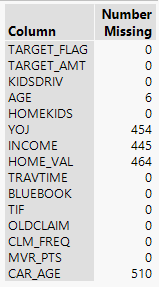 Number
Column Missing
TARGET_FLAG 0
TARGET_AMT 0
KIDSDRIV 0
AGE 6
HOMEKIDS 0
YOJ 454
INCOME 445
HOME_VAL 464
TRAVTIME 0
BLUEBOOK 0
TIF 0
OLDCLAIM 0
CLM_FREQ 0
MVR_PTS 0
CAR_AGE 510